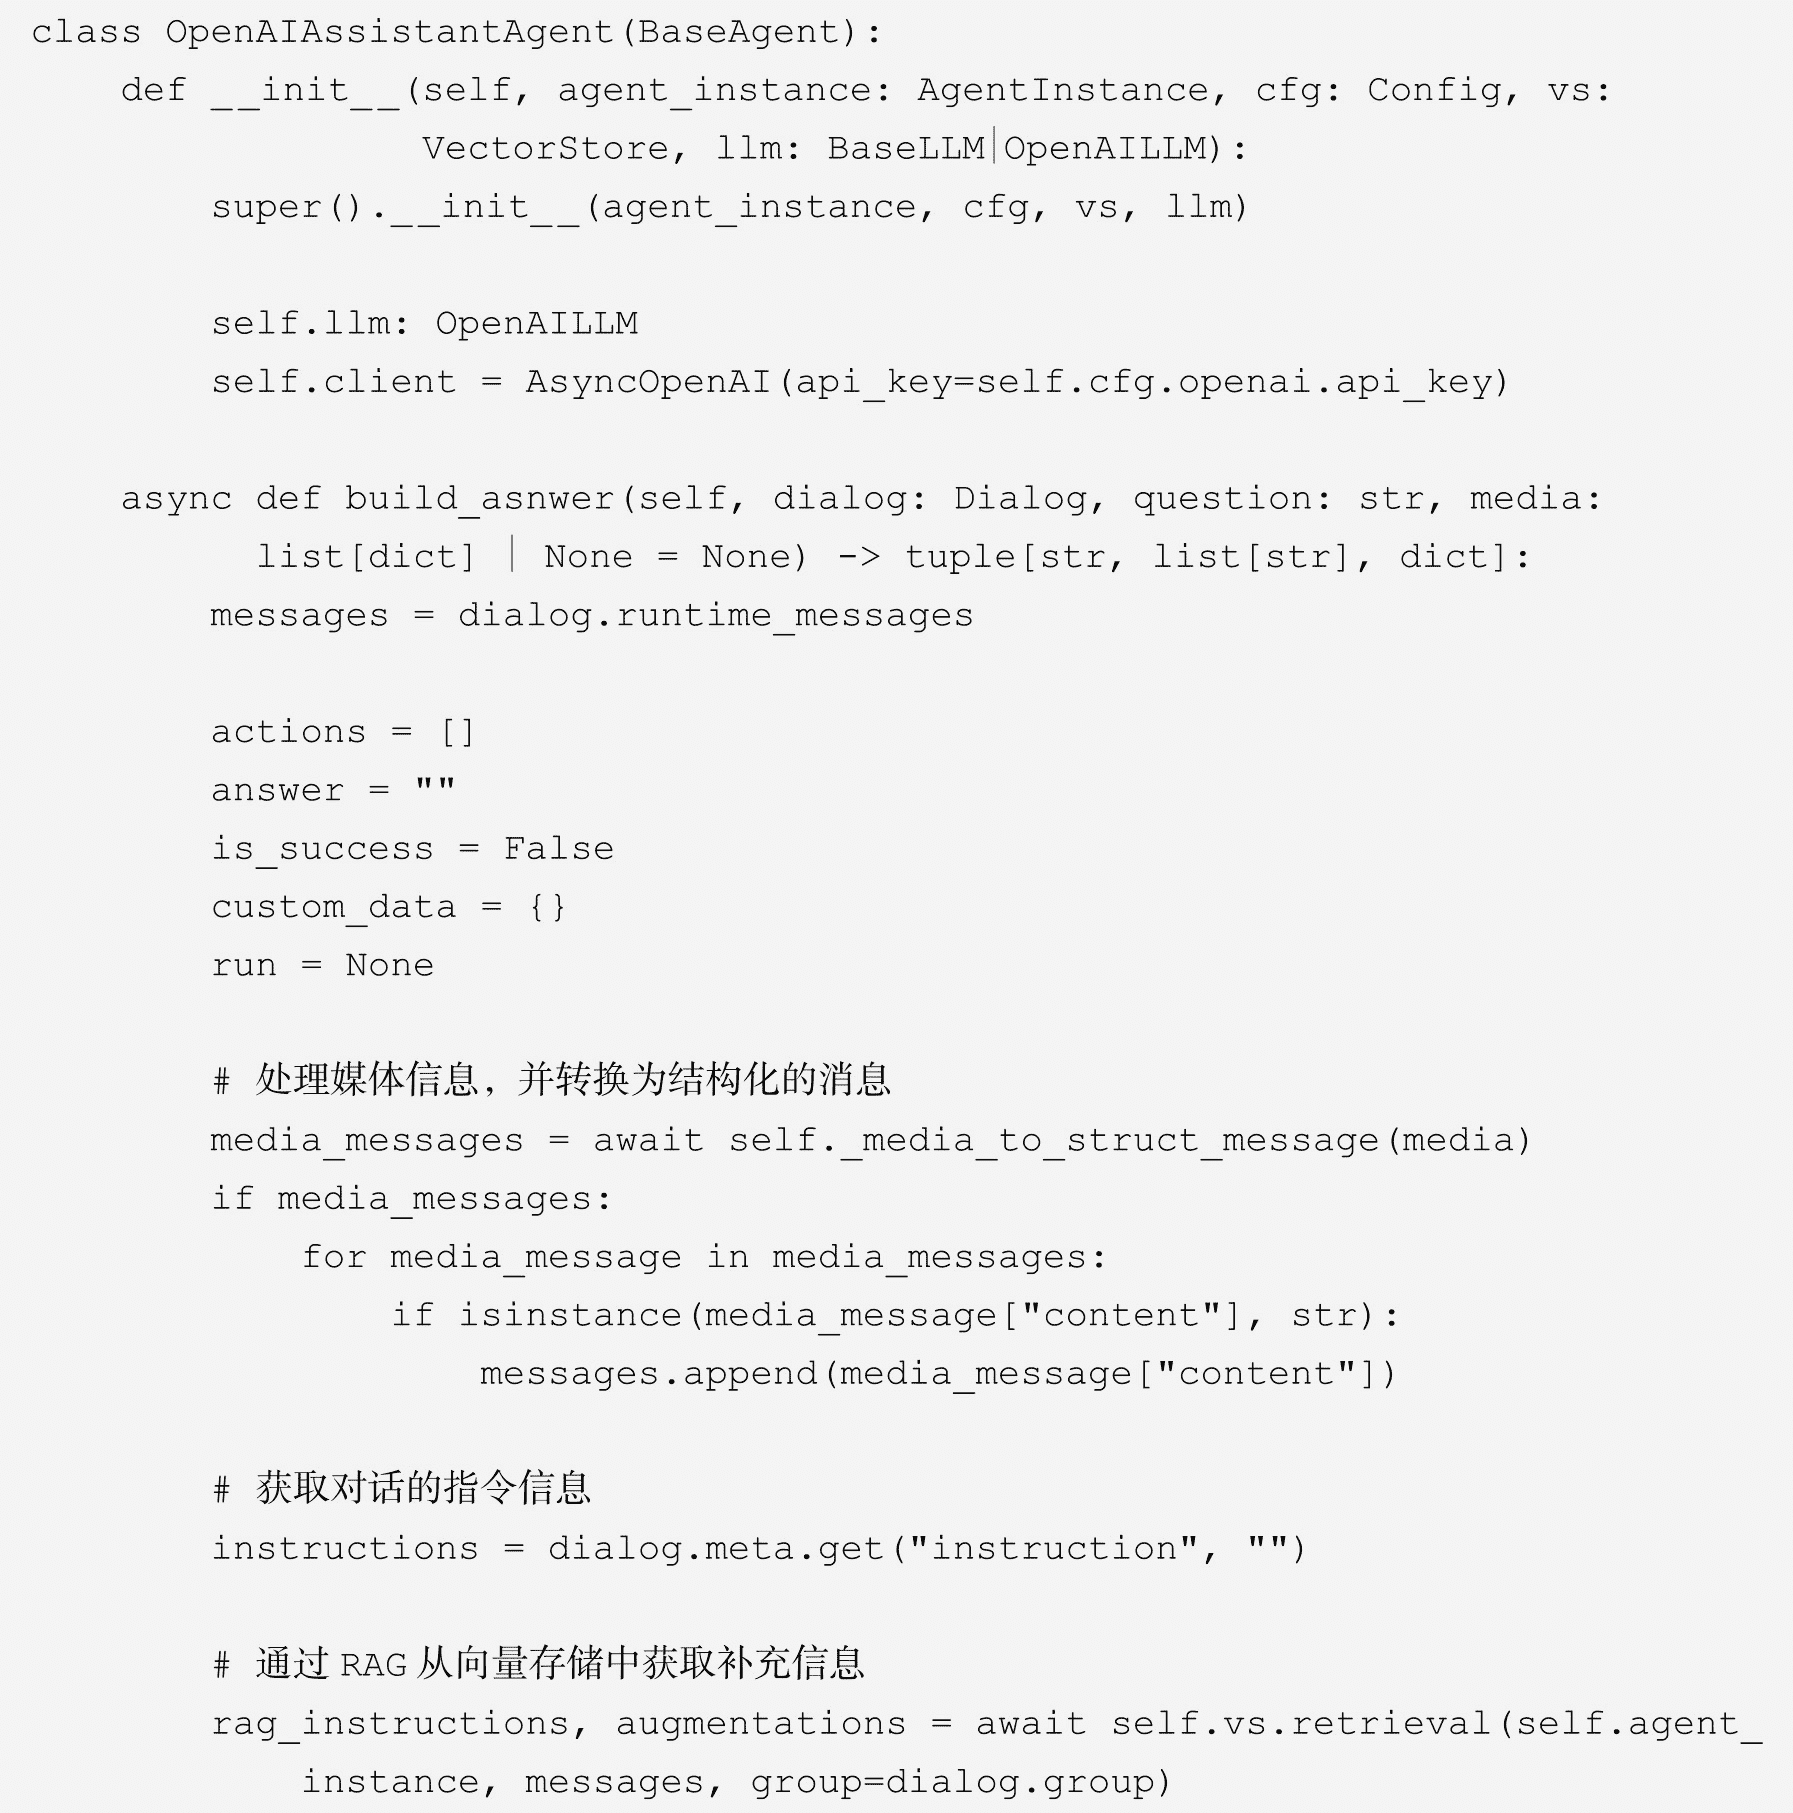 class OpenAIAssistantAgent(BaseAgent):
    def __init__(self, agent_instance: AgentInstance, cfg: Config, vs:
                 VectorStore, llm: BaseLLM|OpenAILLM):
        super().__init__(agent_instance, cfg, vs, llm)

        self.llm: OpenAILLM
        self.client = AsyncOpenAI(api_key=self.cfg.openai.api_key)

    async def build_asnwer(self, dialog: Dialog, question: str, media:
          list[dict] | None = None) -> tuple[str, list[str], dict]:
        messages = dialog.runtime_messages

        actions = []
        answer = ""
        is_success = False
        custom_data = {}
        run = None

        # 处理媒体信息，并转换为结构化的消息
        media_messages = await self._media_to_struct_message(media)
        if media_messages:
            for media_message in media_messages:
                if isinstance(media_message["content"], str):
                    messages.append(media_message["content"])

        # 获取对话的指令信息
        instructions = dialog.meta.get("instruction", "")

        # 通过 RAG 从向量存储中获取补充信息
        rag_instructions, augmentations = await self.vs.retrieval(self.agent_
            instance, messages, group=dialog.group)